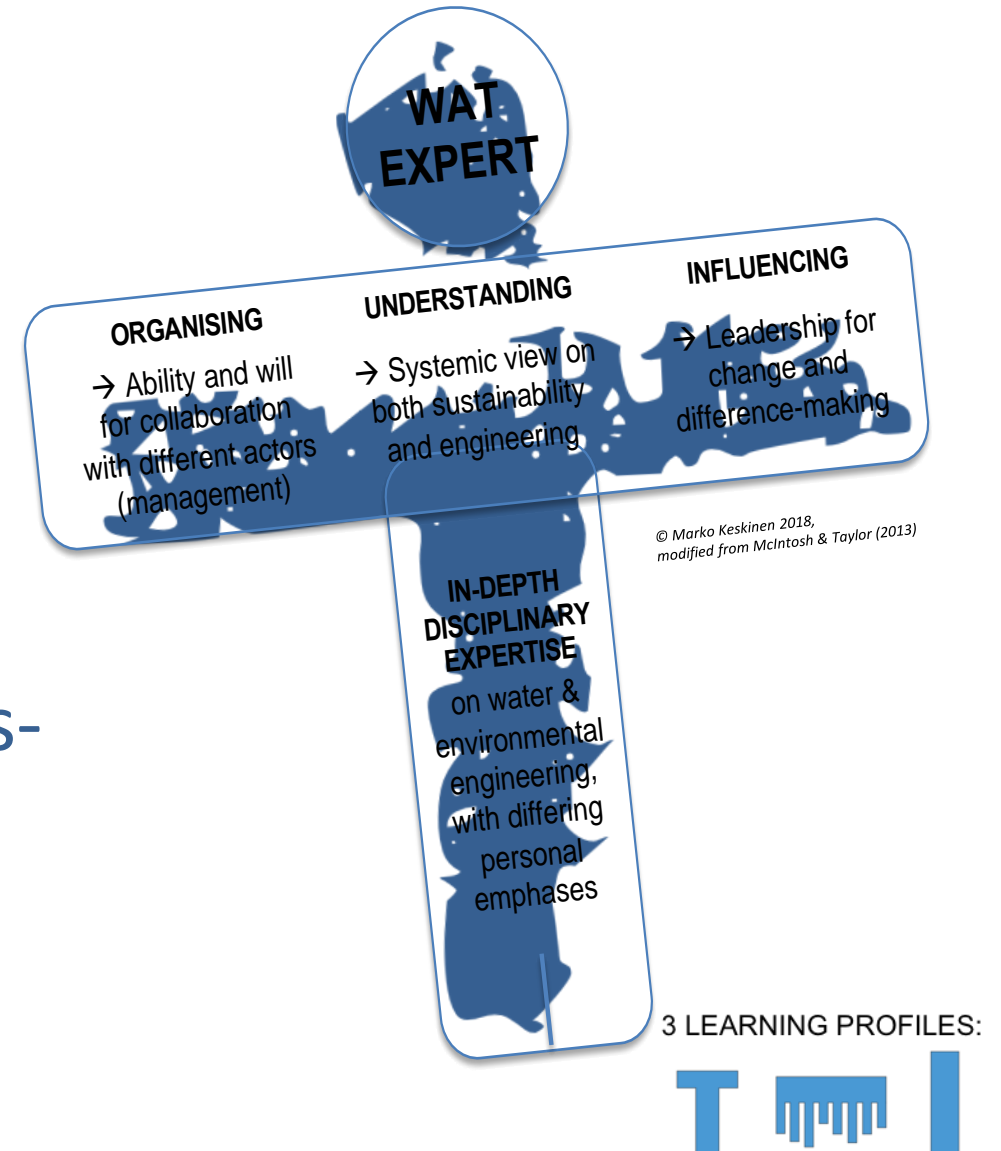 WAT
EXPERT
ORGANISING
→ Ability and will
for collaboration
with different actors
(management)
UNDERSTANDING
→ Systemic view on
both sustainability
and engineering
INFLUENCING
→ Leadership for
change and
difference-making
© Marko Keskinen 2018,
modified from McIntosh & Taylor (2013)
IN-DEPTH
DISCIPLINARY
EXPERTISE
on water &
environmental
engineering,
with differing
personal
emphases
s-
3 LEARNING PROFILES: